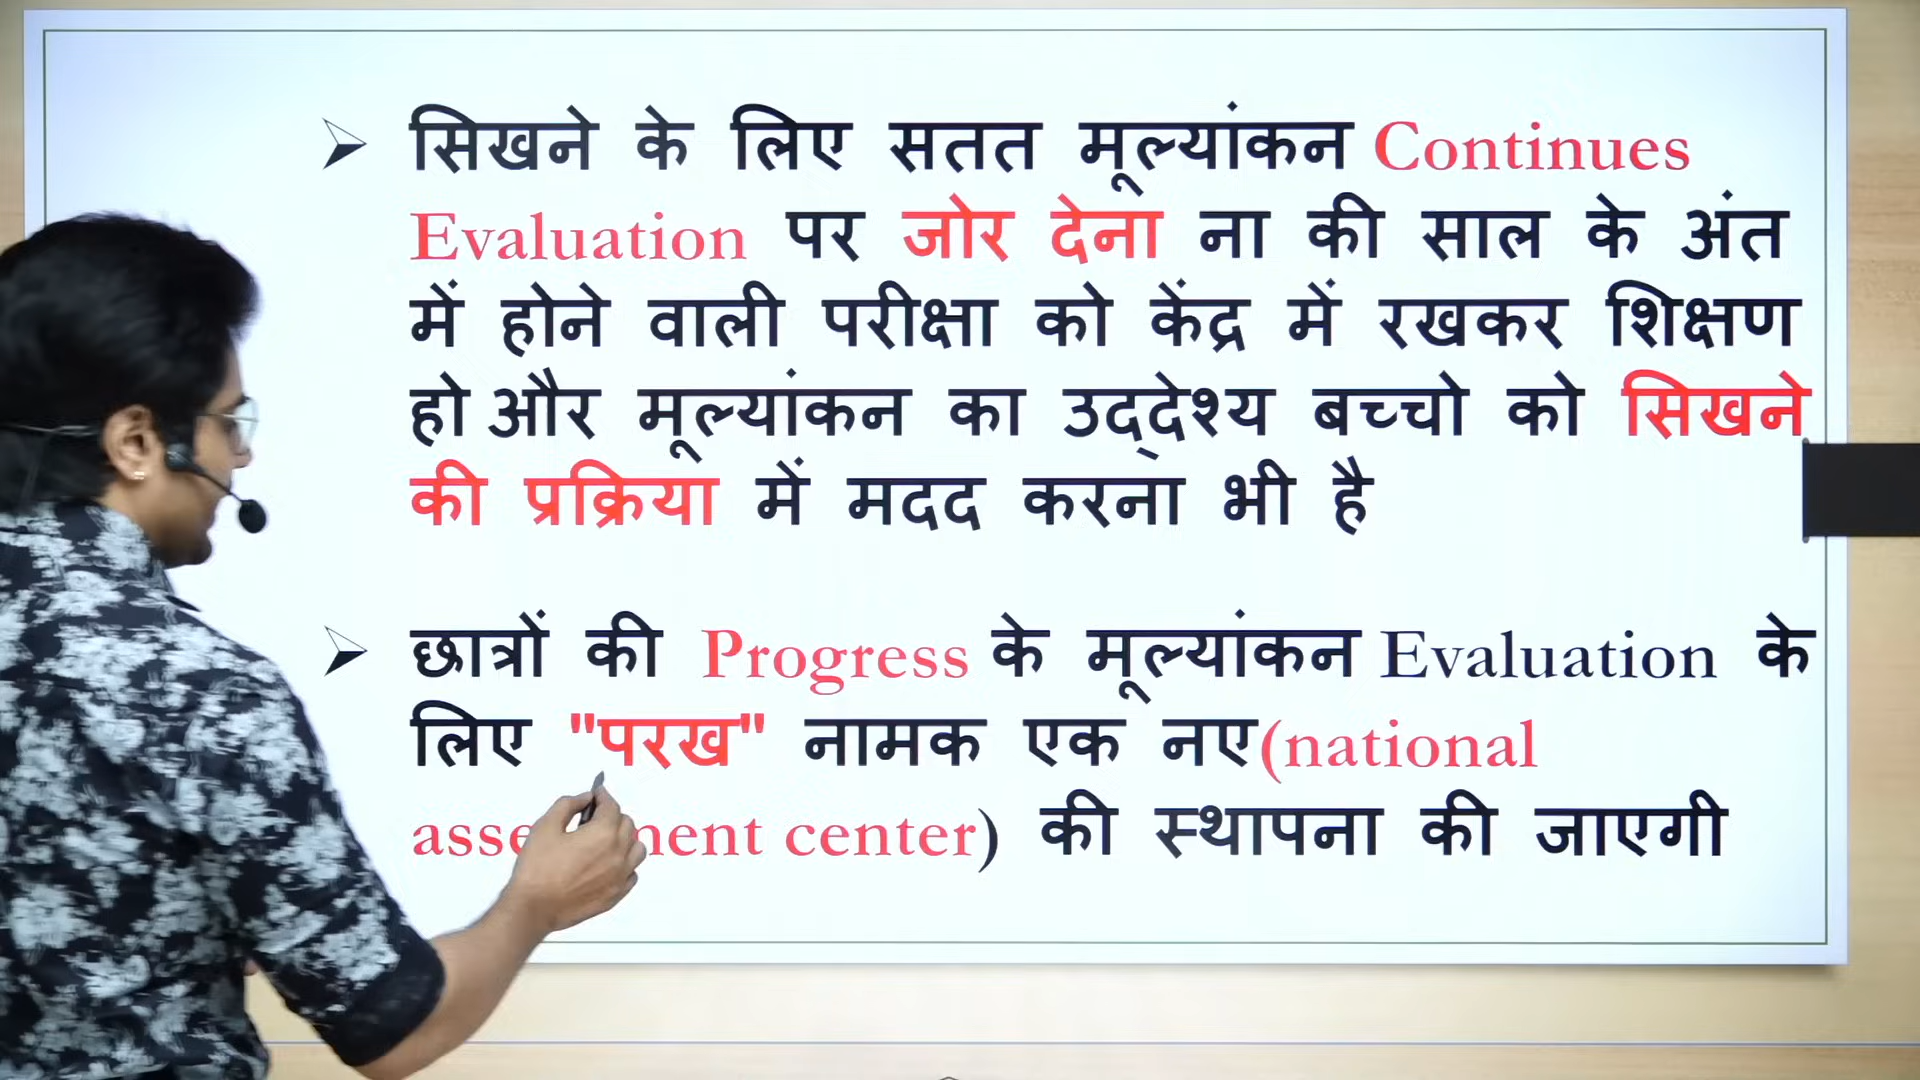 सिखने के लिए सतत मूल्यांकन Continues
Evaluation पर जोर देना ना की साल के अंत
में होने वाली परीक्षा को केंद्र में रखकर शिक्षण
हो और मूल्यांकन का उद्देश्य बच्चो को सिखने
की प्रक्रिया में मदद करना भी है
छात्रों की Progress के मूल्यांकन Evaluation के
लिए "परख" नामक एक नए(national
center) की स्थापना की जाएगी